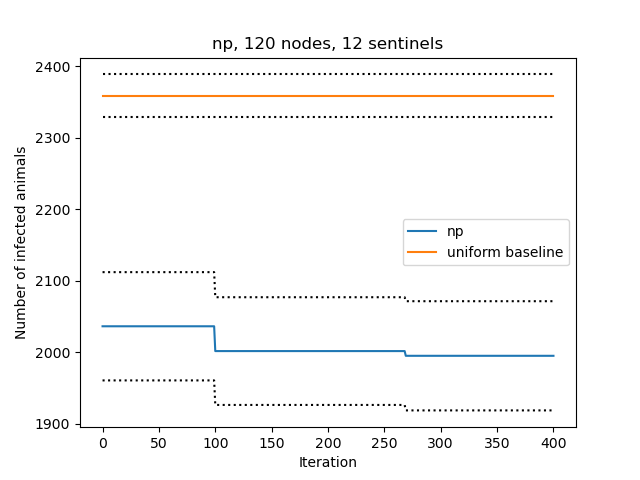 np, 120 nodes, 12 sentinels
Number of infected animals
2400
2300
2200
2100
2000
1900
np
uniform baseline
0 50 100 150 200 250 300 350 400
Iteration